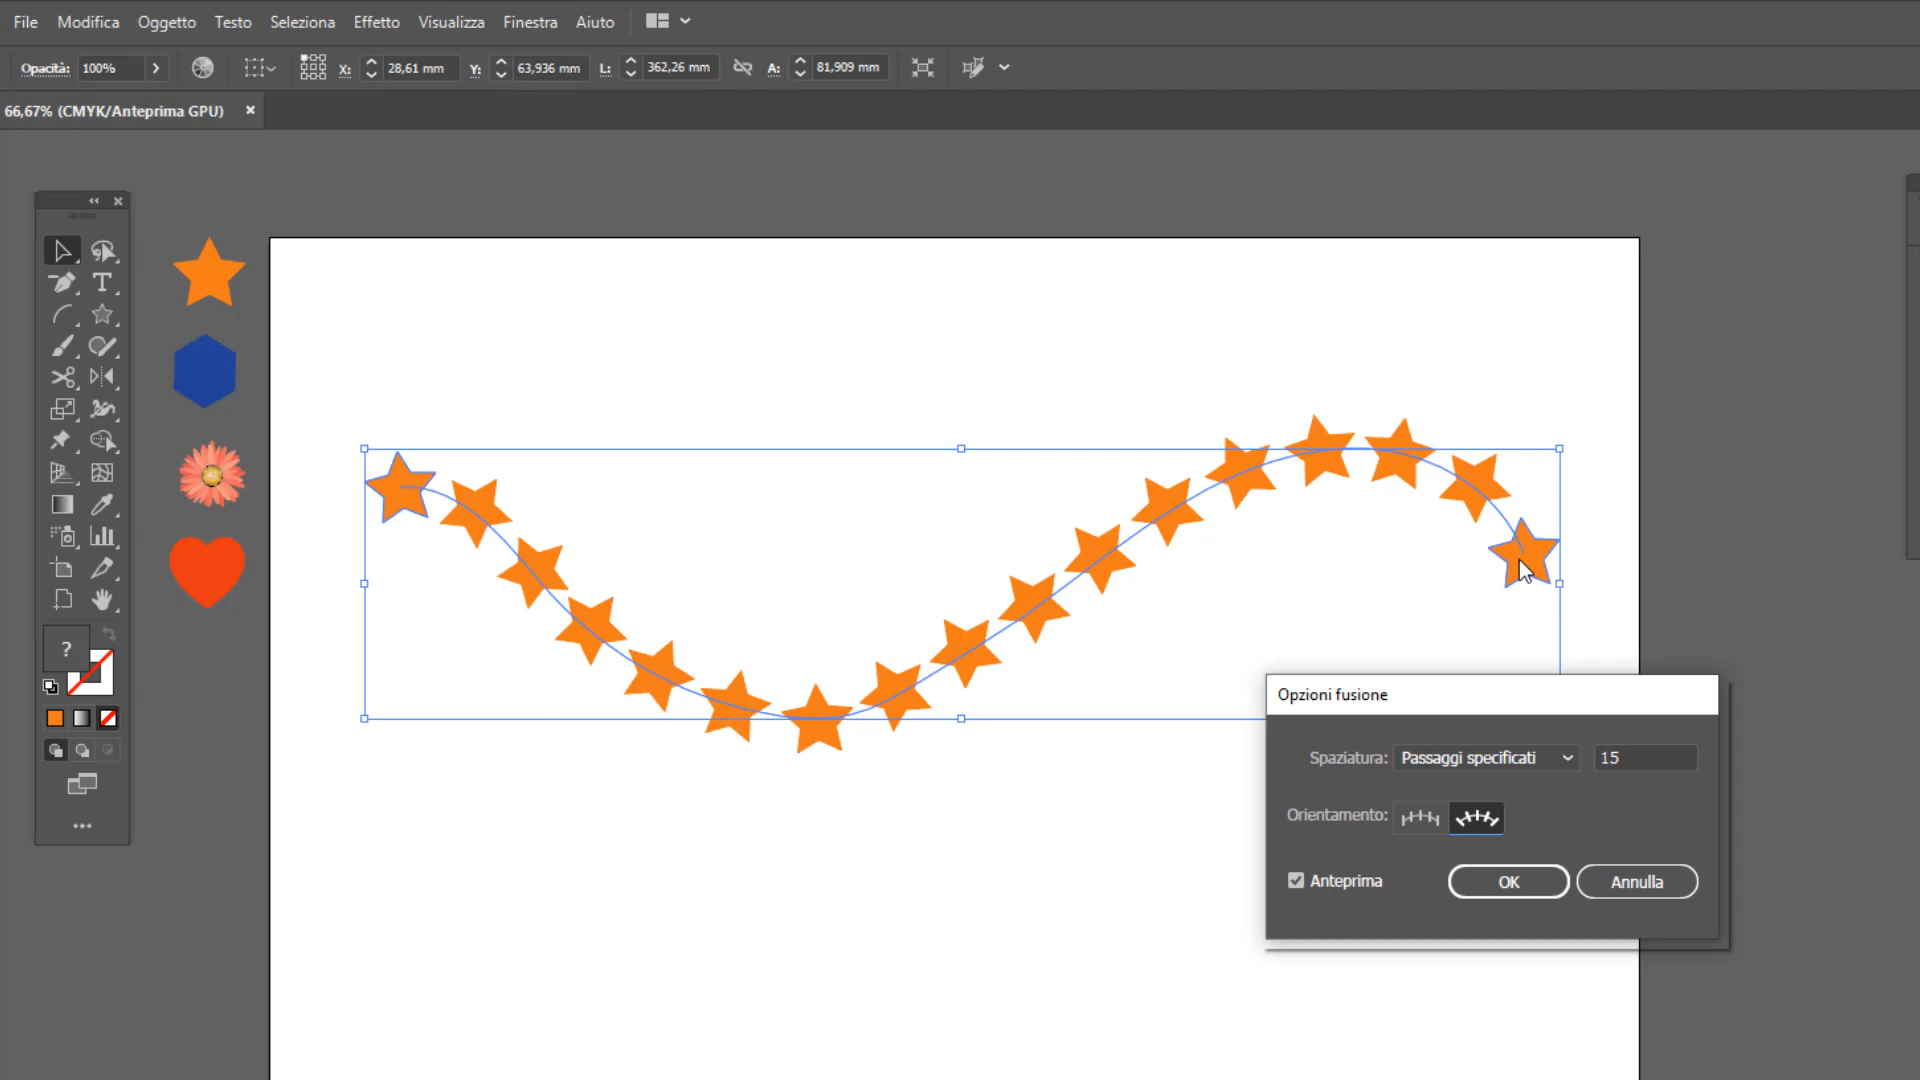 File Modifica Oggetto Testo Seleziona Effetto Visualizza Finestra Aiuto
Opacità: 100% X: 28,61 mm Y: 63,936 mm L: 362,26 mm A: 81,909 mm
66,67% (CMYK/Anteprima GPU) ×
T
?
Opzioni fusione
Spaziatura: Passaggi specificati 15
Orientamento:
Anteprima OK Annulla